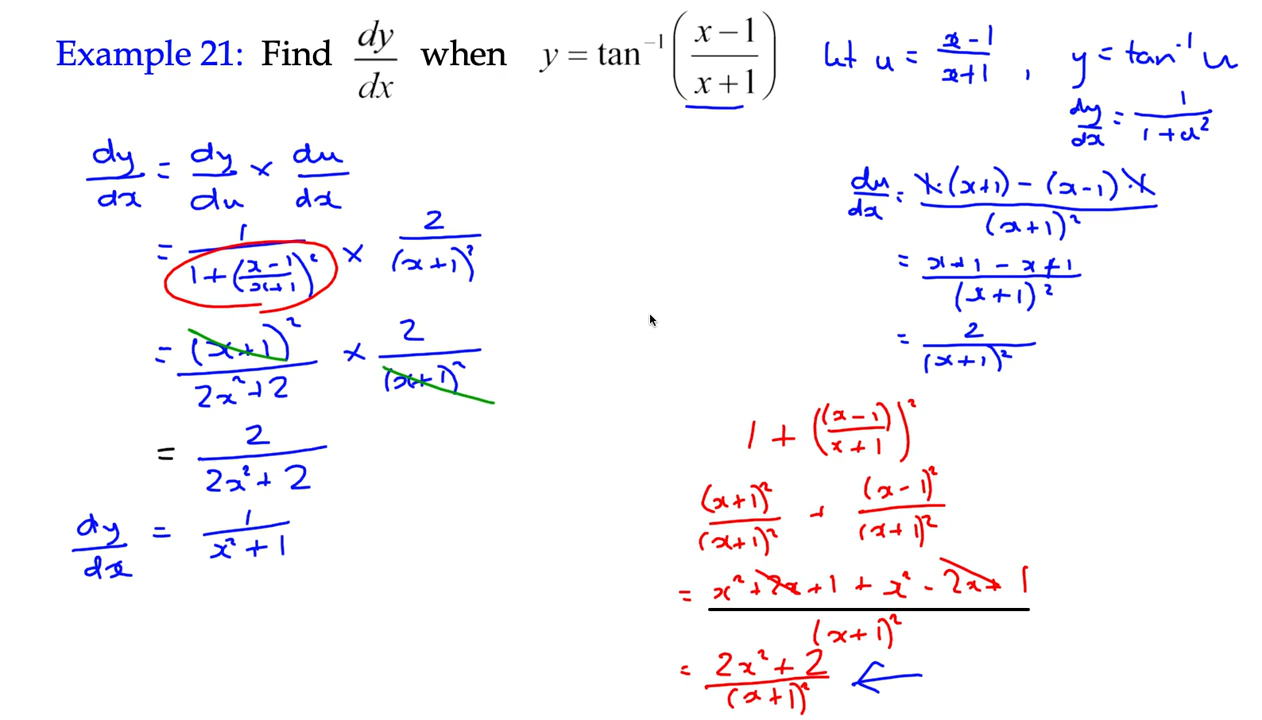 Example 21: Find dy/dx when y = tan⁻¹((x − 1)/(x + 1))
let u = (x-1)/(x+1) , y = tan⁻¹ u
dy/dx = 1/(1+u²)
dy/dx = dy/du × du/dx
= 1/(1+((x-1)/(x+1))²) × 2/(x+1)²
= (x+1)²/(2x²+2) × 2/(x+1)²
= 2/(2x²+2)
dy/dx = 1/(x²+1)
du/dx = (1·(x+1) - (x-1)·1)/(x+1)²
= (x+1-x+1)/(x+1)²
= 2/(x+1)²
1 + ((x-1)/(x+1))²
(x+1)²/(x+1)² + (x-1)²/(x+1)²
= (x²+2x+1+x²-2x+1)/(x+1)²
= (2x²+2)/(x+1)² ←